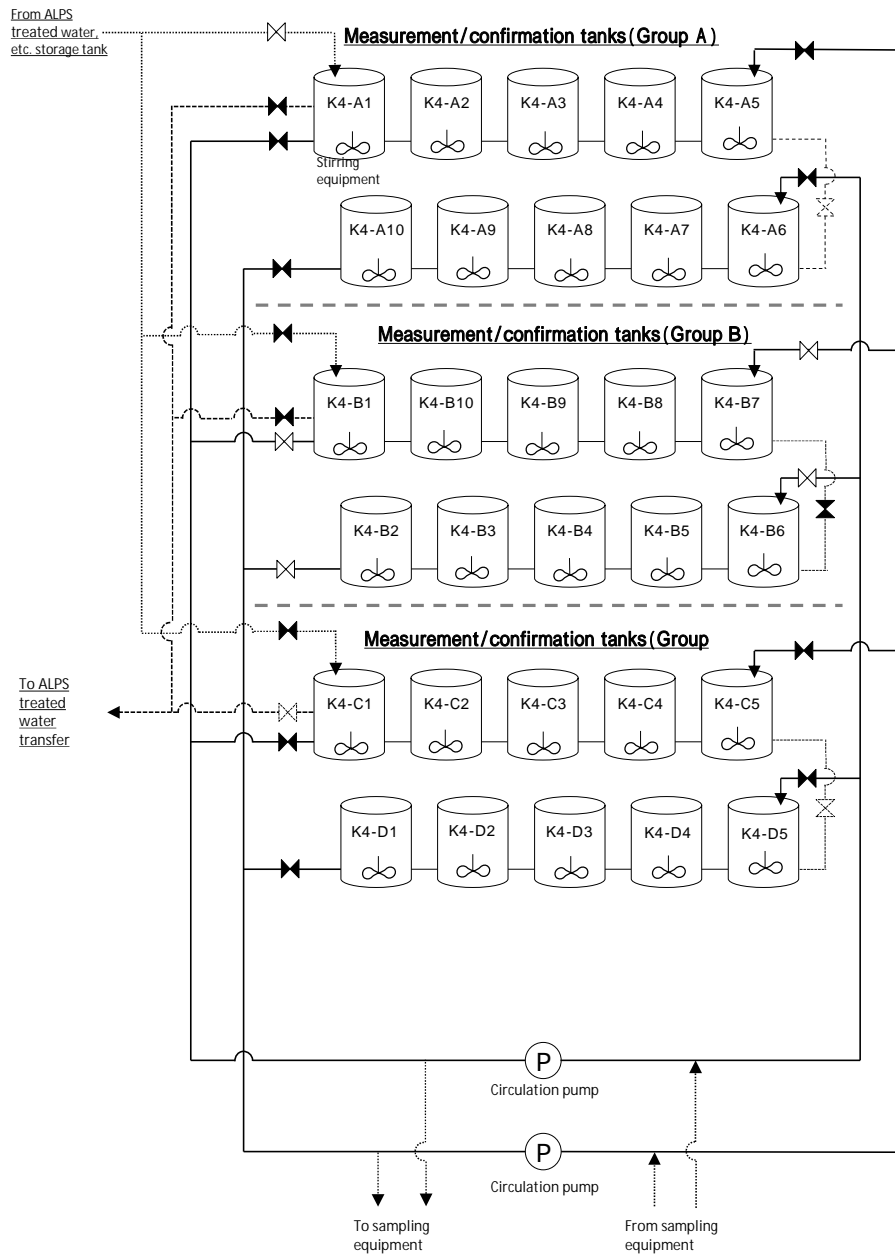 From ALPS
treated water,
etc. storage tank
Measurement/confirmation tanks(Group A)
K4-A1
K4-A2
K4-A3
K4-A4
K4-A5
Stirring
equipment
K4-A10
K4-A9
K4-A8
K4-A7
K4-A6
Measurement/confirmation tanks(Group B)
K4-B1
K4-B10
K4-B9
K4-B8
K4-B7
K4-B2
K4-B3
K4-B4
K4-B5
K4-B6
Measurement/confirmation tanks(Group
To ALPS
treated
water
transfer
K4-C1
K4-C2
K4-C3
K4-C4
K4-C5
K4-D1
K4-D2
K4-D3
K4-D4
K4-D5
P
Circulation pump
P
Circulation pump
To sampling
equipment
From sampling
equipment